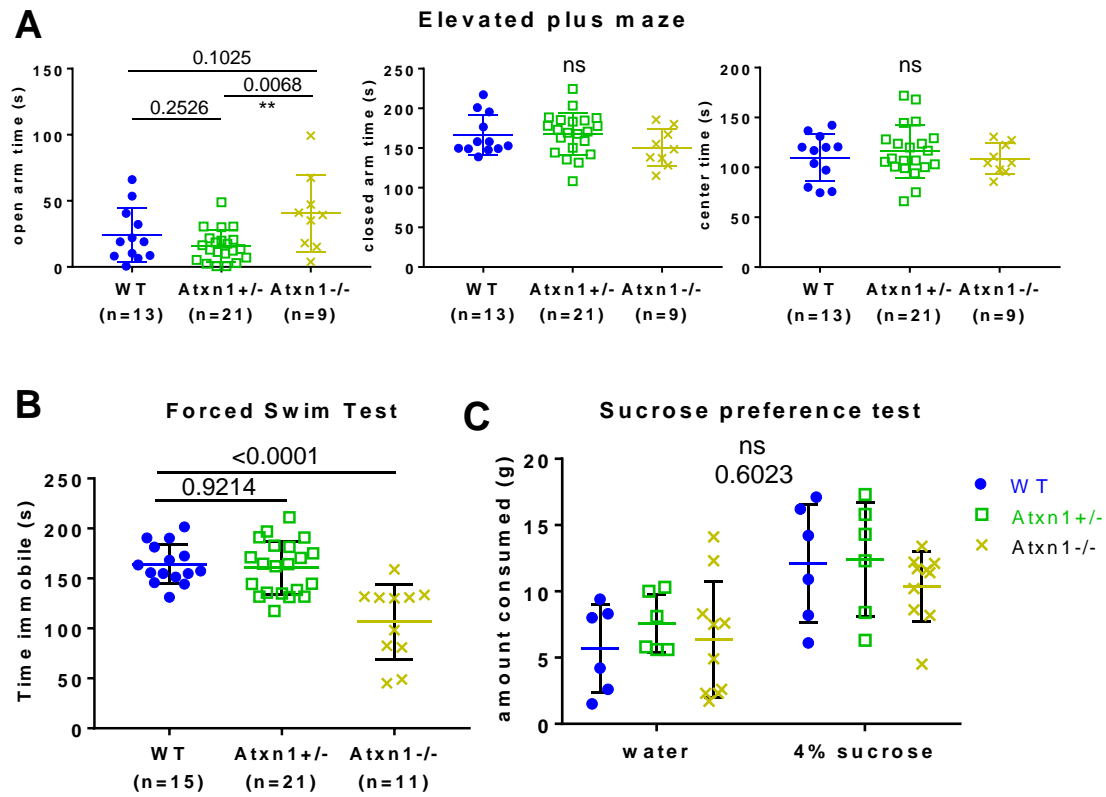 A
Elevated plus maze
0.1025
0.0068
**
0.2526
open arm time (s)
150
100
50
0
WT
Atxn1+/-
Atxn1-/-
(n=13)
(n=21)
(n=9)
ns
closed arm time (s)
250
200
150
100
50
0
WT
Atxn1+/-
Atxn1-/-
(n=13)
(n=21)
(n=9)
ns
center time (s)
200
150
100
50
0
WT
Atxn1+/-
Atxn1-/-
(n=13)
(n=21)
(n=9)
B
Forced Swim Test
<0.0001
0.9214
Time immobile (s)
250
200
150
100
50
0
WT
Atxn1+/-
Atxn1-/-
(n=15)
(n=21)
(n=11)
C
Sucrose preference test
ns
0.6023
amount consumed (g)
20
15
10
5
0
water
4% sucrose
WT
Atxn1+/-
Atxn1-/-